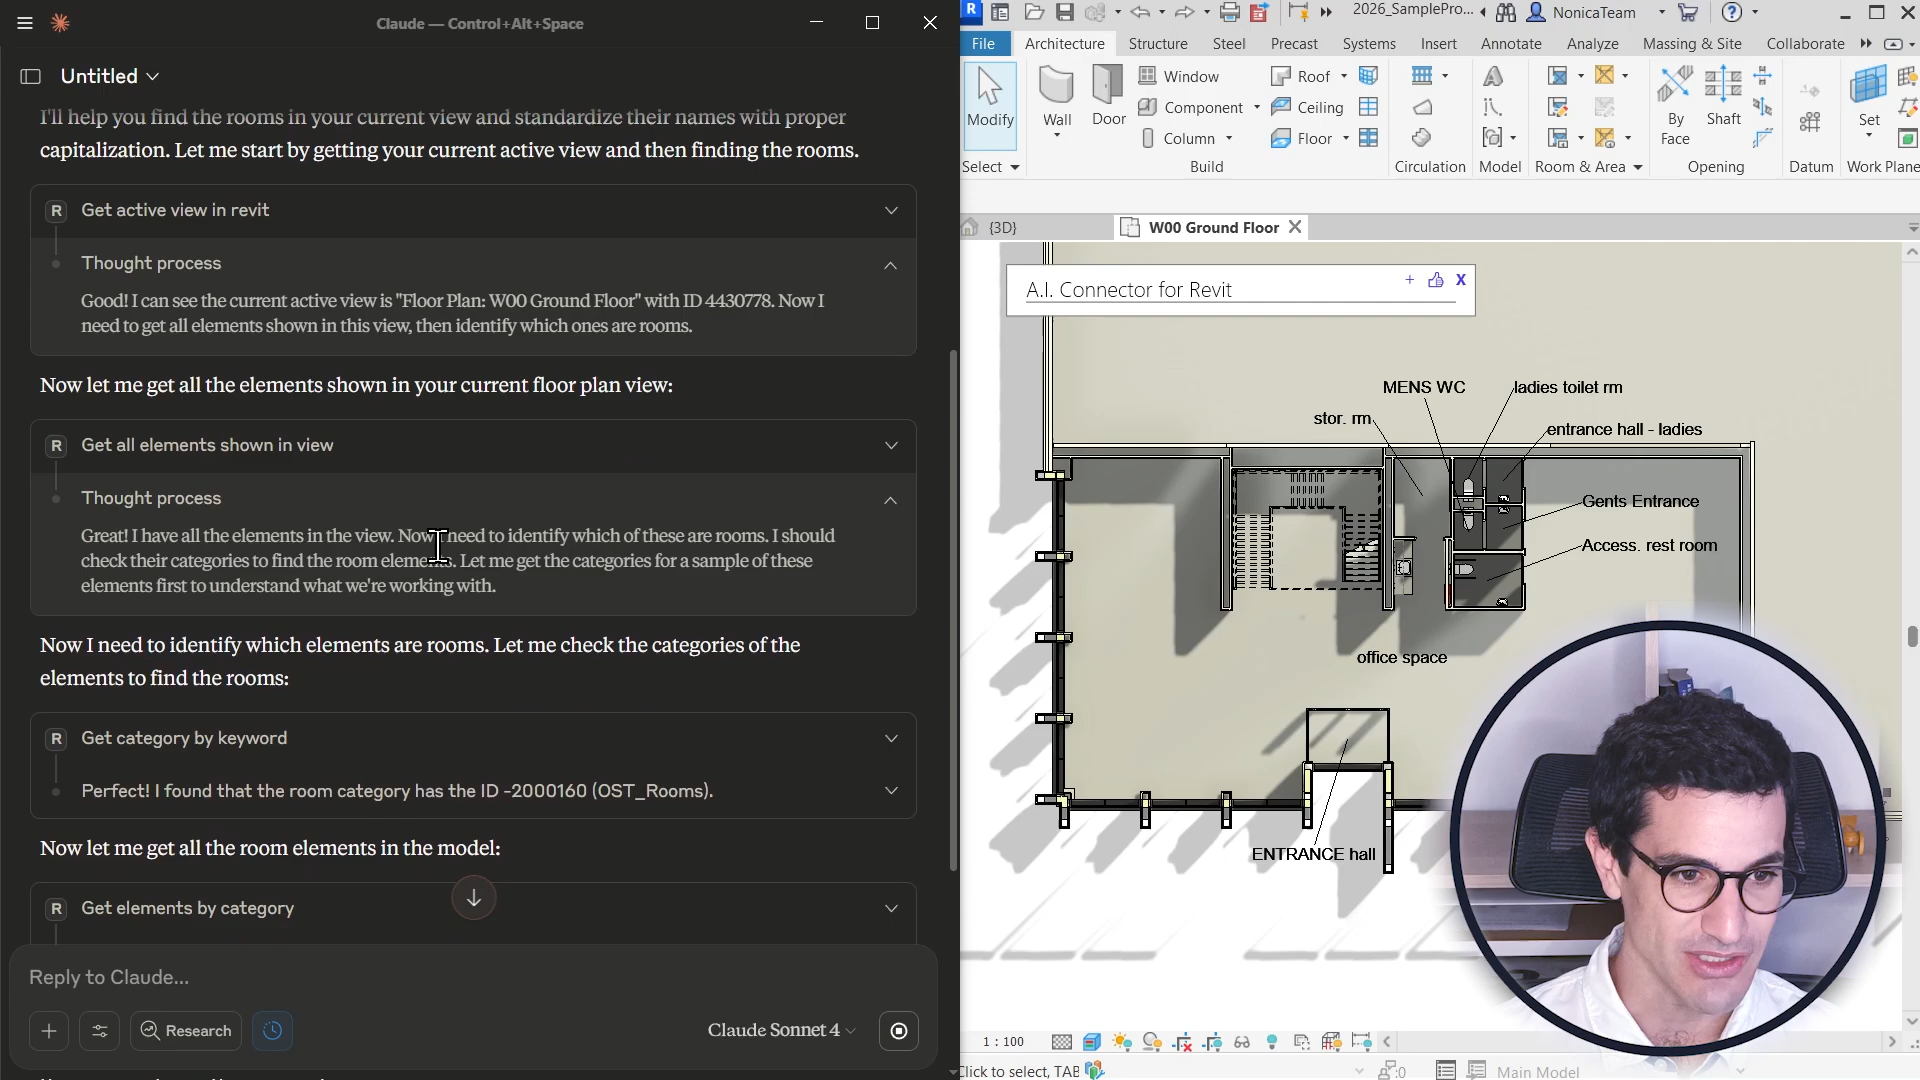 Claude — Control+Alt+Space
Untitled
I'll help you find the rooms in your current view and standardize their names with proper
capitalization. Let me start by getting your current active view and then finding the rooms.
R Get active view in revit
Thought process
Good! I can see the current active view is "Floor Plan: W00 Ground Floor" with ID 4430778. Now I
need to get all elements shown in this view, then identify which ones are rooms.
Now let me get all the elements shown in your current floor plan view:
R Get all elements shown in view
Thought process
Great! I have all the elements in the view. Now I need to identify which of these are rooms. I should
check their categories to find the room elements. Let me get the categories for a sample of these
elements first to understand what we're working with.
Now I need to identify which elements are rooms. Let me check the categories of the
elements to find the rooms:
R Get category by keyword
Perfect! I found that the room category has the ID -2000160 (OST_Rooms).
Now let me get all the room elements in the model:
R Get elements by category
Reply to Claude...
Research
Claude Sonnet 4
R 2026_SamplePro... NonicaTeam
File Architecture Structure Steel Precast Systems Insert Annotate Analyze Massing & Site Collaborate
Modify
Wall
Door
Window
Component
Column
Roof
Ceiling
Floor
By
Face
Shaft
Set
Select Build Circulation Model Room & Area Opening Datum Work Plane
{3D} W00 Ground Floor
A.I. Connector for Revit + X
MENS WC
ladies toilet rm
stor. rm
entrance hall - ladies
Gents Entrance
Access. rest room
office space
ENTRANCE hall
1 : 100
Click to select, TAB :0 Main Model